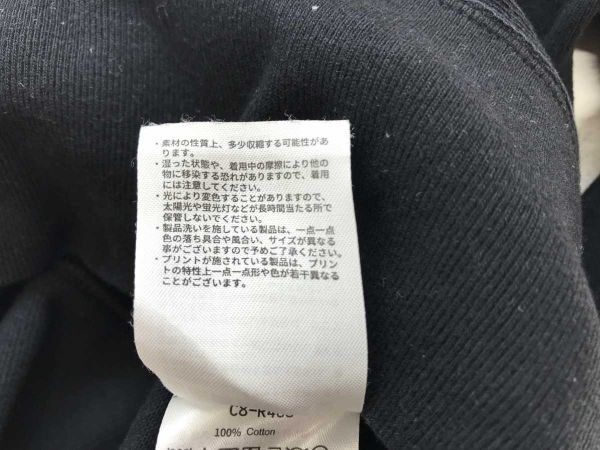 ・素材の性質上、多少収縮する可能性があ
ります。
・湿った状態や、着用中の摩擦により他の
物に移染する恐れがありますので、着用
には注意してください。
・光により変色することがありますので、
太陽光や蛍光灯などが長時間当たる所で
保管しないでください。
・製品洗いを施している製品は、一点一点
色の落ち具合や風合い、サイズが異なる
事がございますので予めご了承ください。
・プリントが施されている製品は、プリン
トの特性上一点一点形や色が若干異なる
ことがございます。
100% Cotton